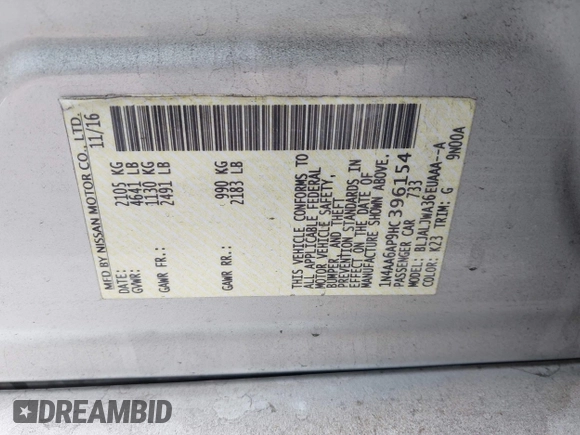 MFD BY NISSAN MOTOR CO., LTD.
11/16
GVWR: 2105 KG
4641 LB
GAWR FR.: 1130 KG
2491 LB
GAWR RR.: 990 KG
2183 LB
THIS VEHICLE CONFORMS TO
ALL APPLICABLE FEDERAL
MOTOR VEHICLE SAFETY,
BUMPER, AND THEFT
PREVENTION STANDARDS IN
EFFECT ON THE DATE OF
MANUFACTURE SHOWN ABOVE.
1N4AA6AP9HC396154
PASSENGER CAR 733
MODEL: BLJALJWA36EUAAA--A
COLOR: K23 TRIM: G 9N00A
DREAMBID